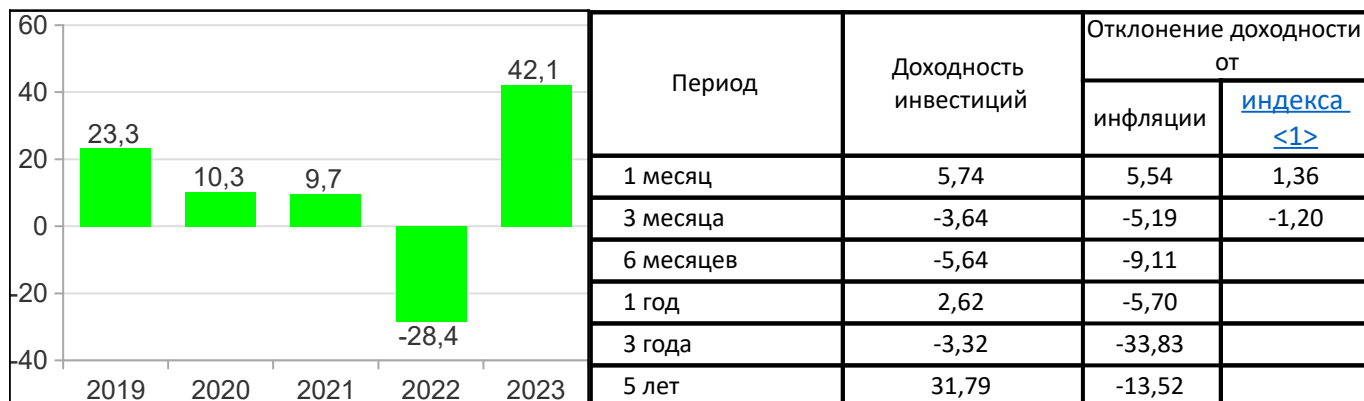 60
40
20
0
-20
-40
23,3
10,3
9,7
-28,4
42,1
2019 2020 2021 2022 2023
Период
Доходность
инвестиций
Отклонение доходности
от
инфляции
индекса
<1>
1 месяц 5,74 5,54 1,36
3 месяца -3,64 -5,19 -1,20
6 месяцев -5,64 -9,11
1 год 2,62 -5,70
3 года -3,32 -33,83
5 лет 31,79 -13,52